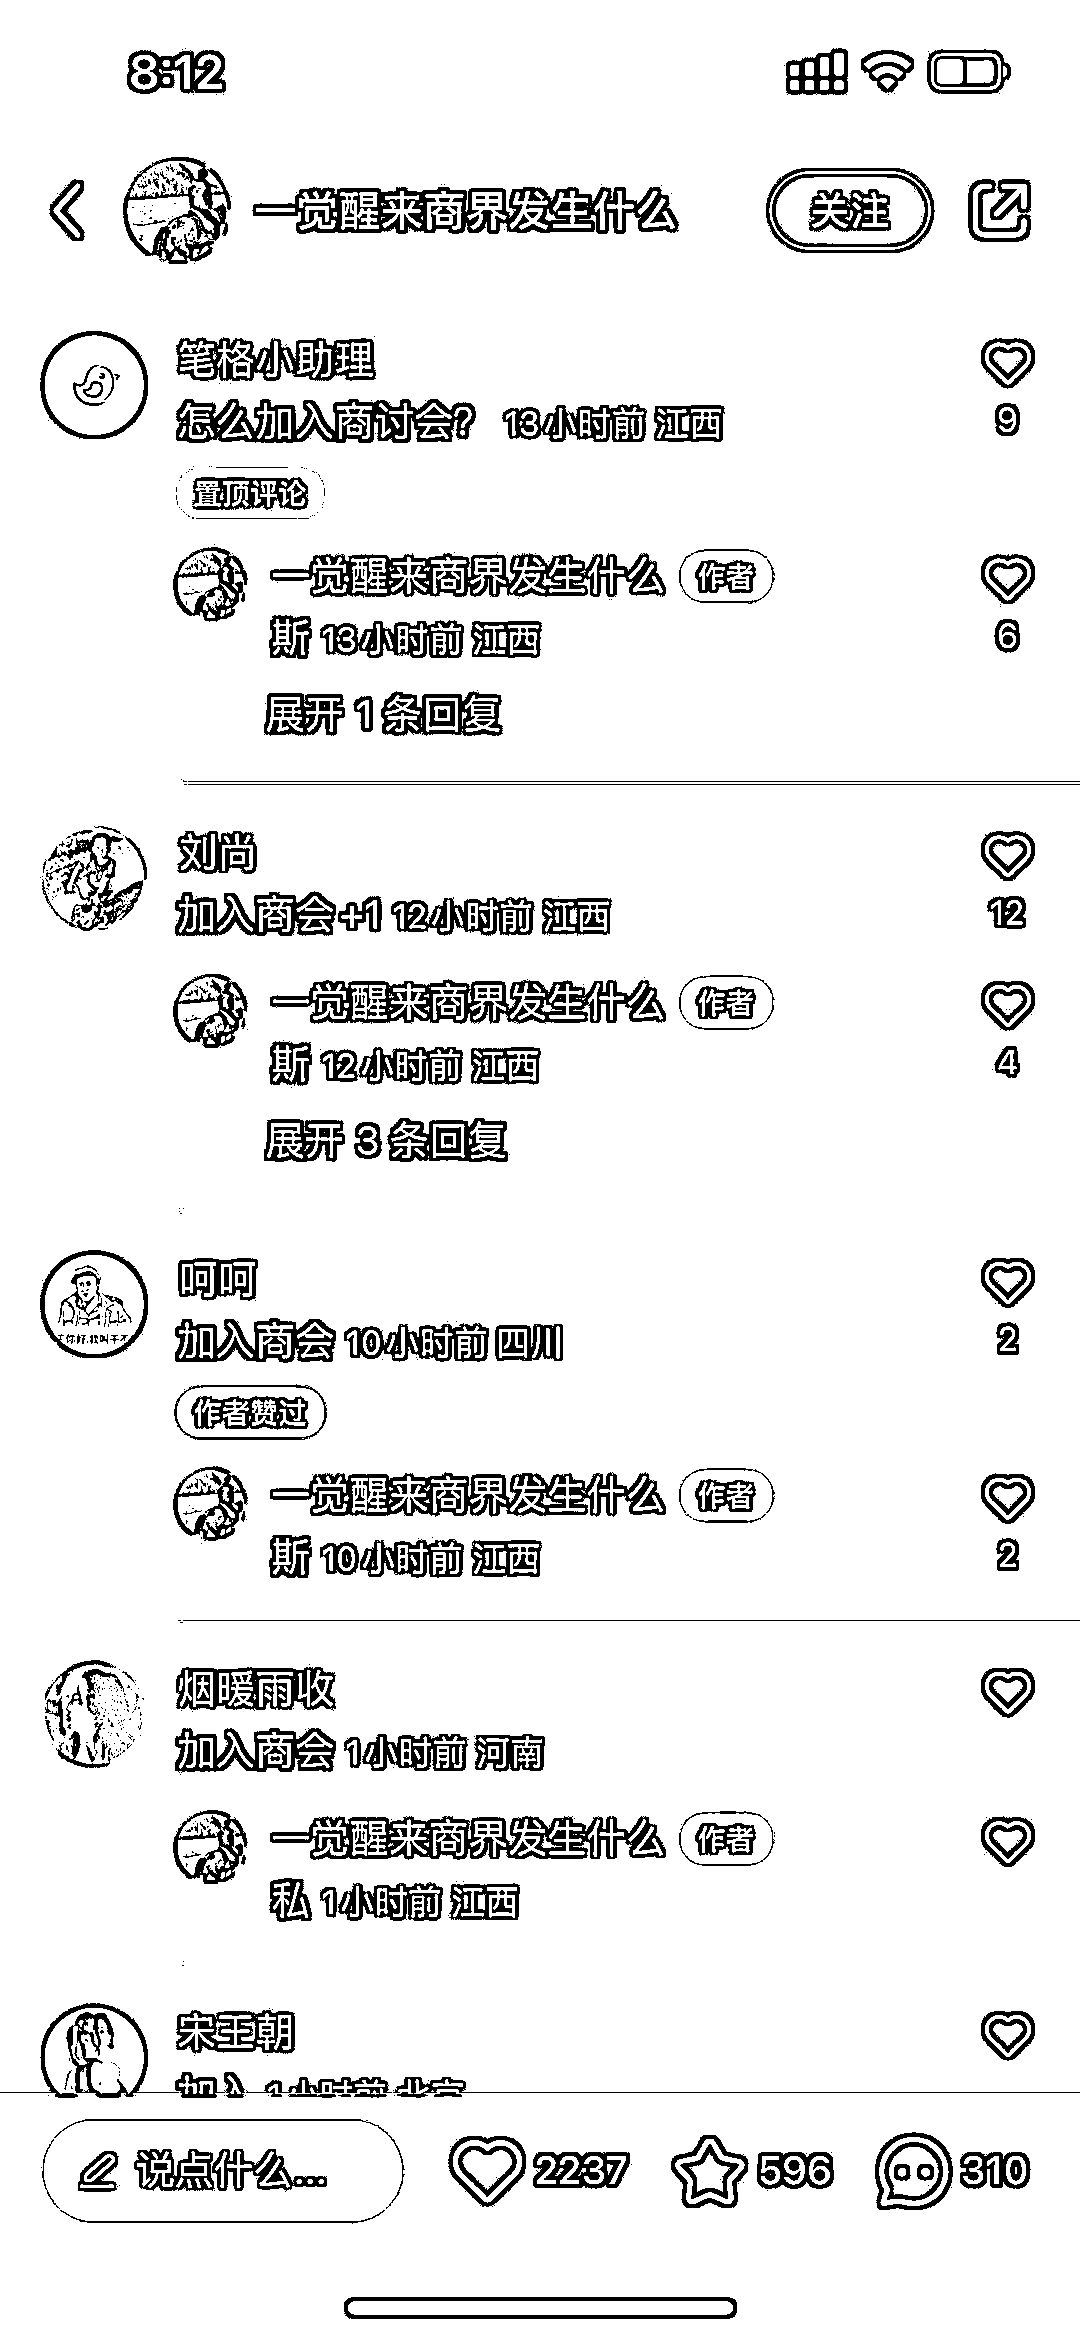 8:12
一觉醒来商界发生什么
关注
笔格小助理
怎么加入商讨会? 13小时前 江西
9
置顶评论
一觉醒来商界发生什么 作者
斯 13小时前 江西
6
展开 1 条回复
刘尚
加入商会+1 12小时前 江西
12
一觉醒来商界发生什么 作者
斯 12小时前 江西
4
展开 3 条回复
呵呵
加入商会 10小时前 四川
2
作者赞过
一觉醒来商界发生什么 作者
斯 10小时前 江西
2
烟暖雨收
加入商会 1小时前 河南
一觉醒来商界发生什么 作者
私 1小时前 江西
宋王朝
加入 1小时前 北京
说点什么...
2237
596
310